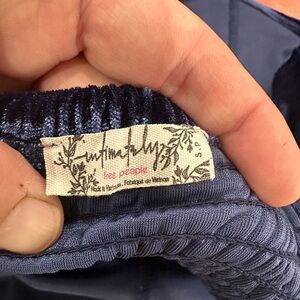 intimately
free people
Made in Vietnam. Fabriqué au Vietnam
S P